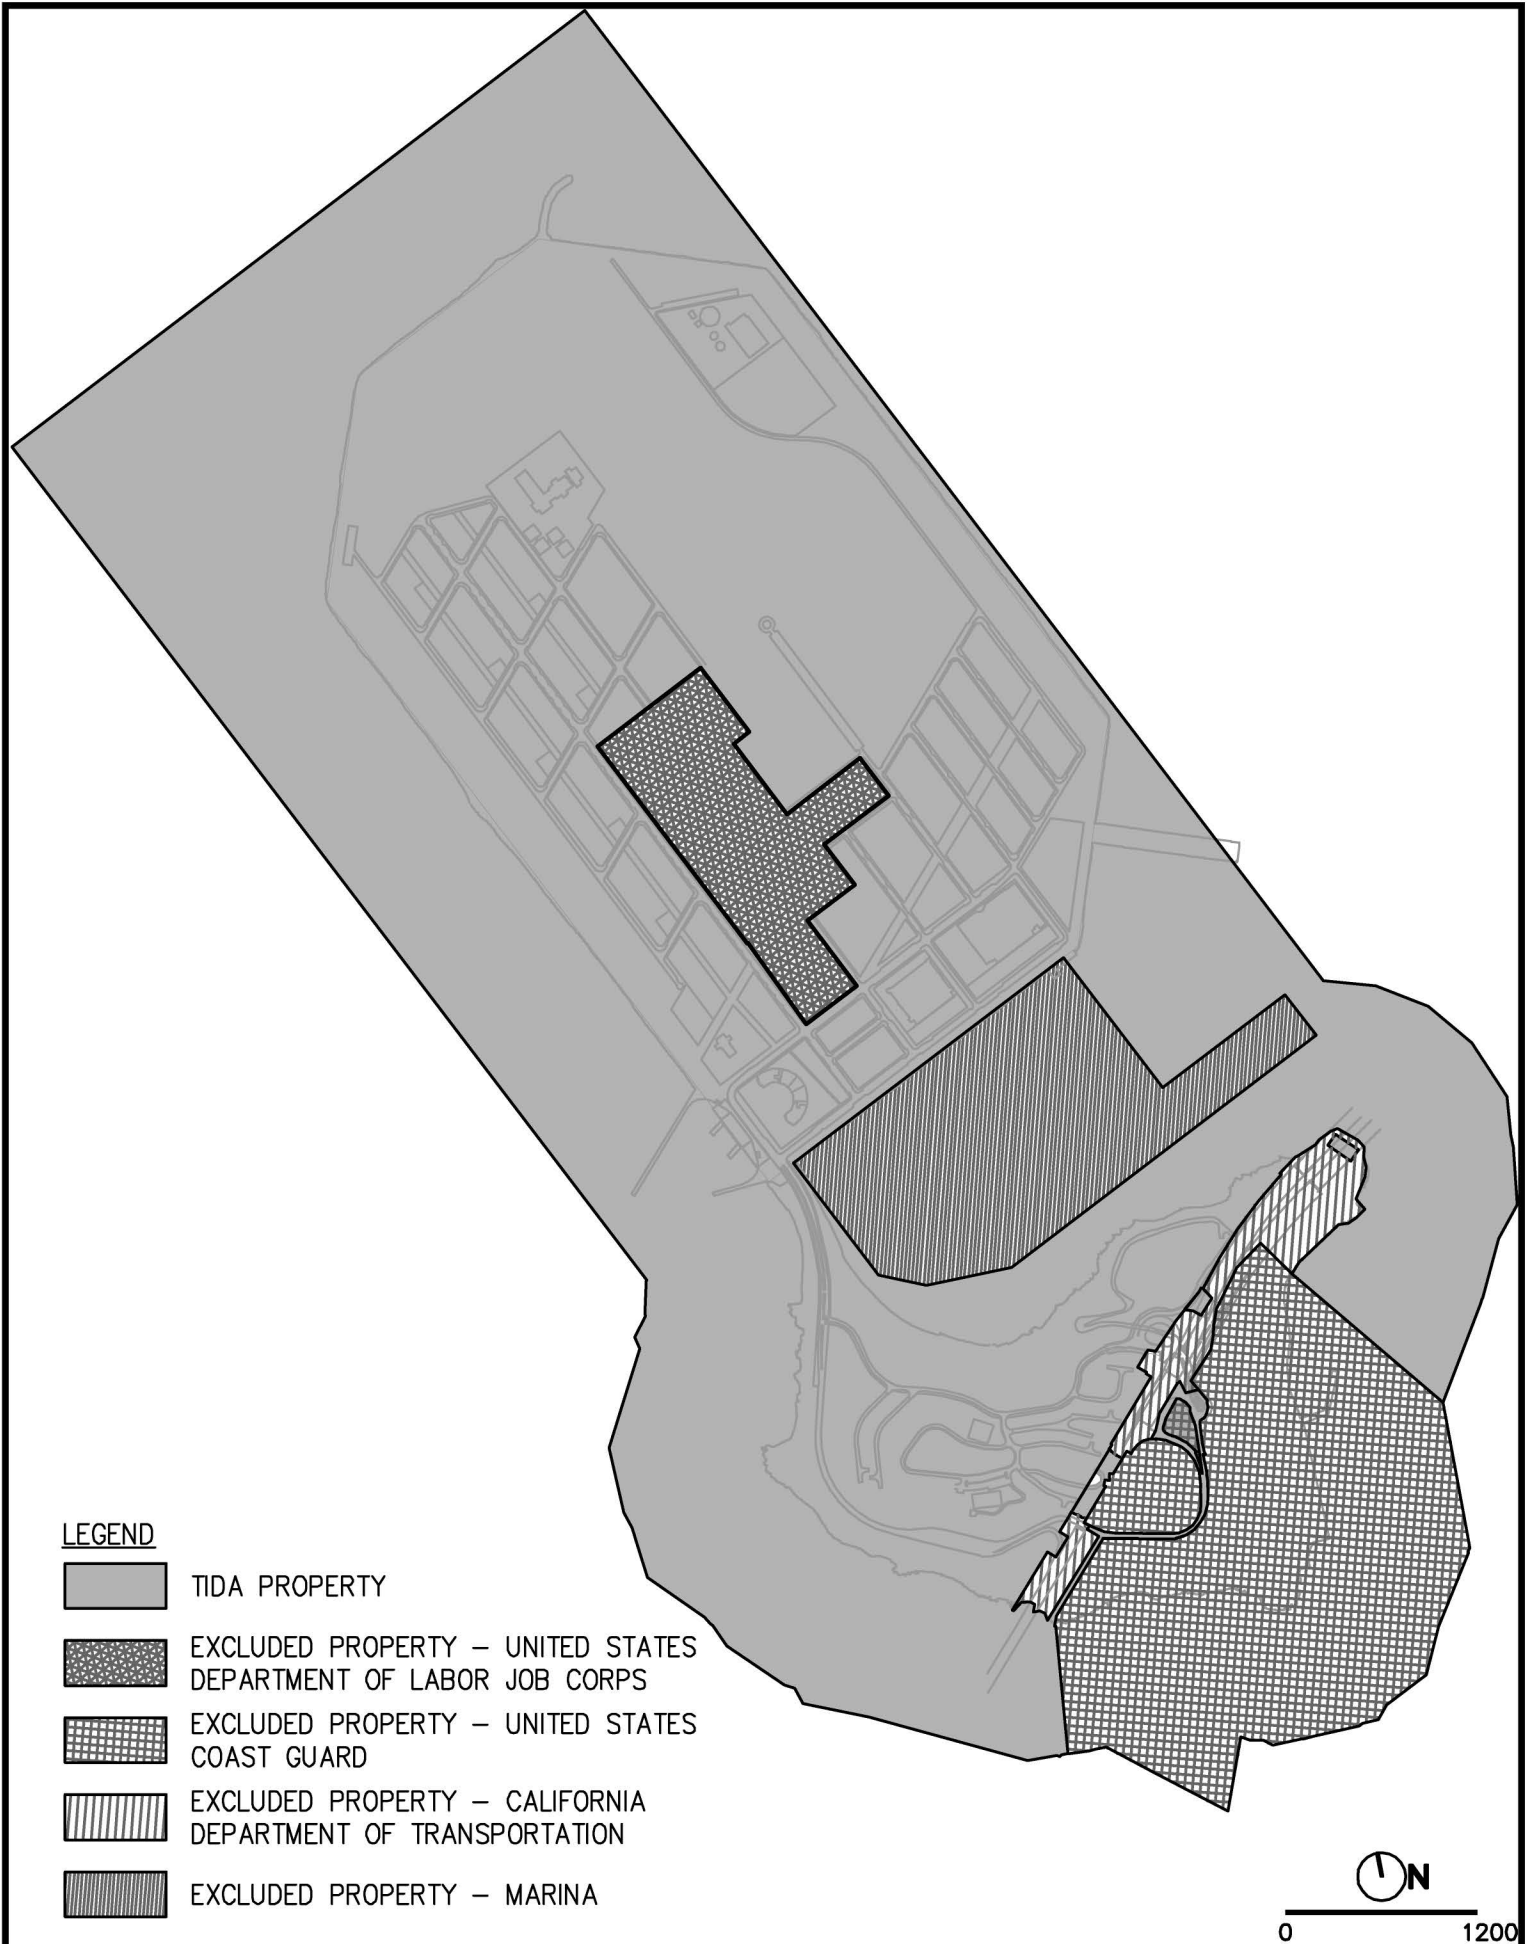 LEGEND
TIDA PROPERTY
EXCLUDED PROPERTY – UNITED STATES
DEPARTMENT OF LABOR JOB CORPS
EXCLUDED PROPERTY – UNITED STATES
COAST GUARD
EXCLUDED PROPERTY – CALIFORNIA
DEPARTMENT OF TRANSPORTATION
EXCLUDED PROPERTY – MARINA
N
0 1200